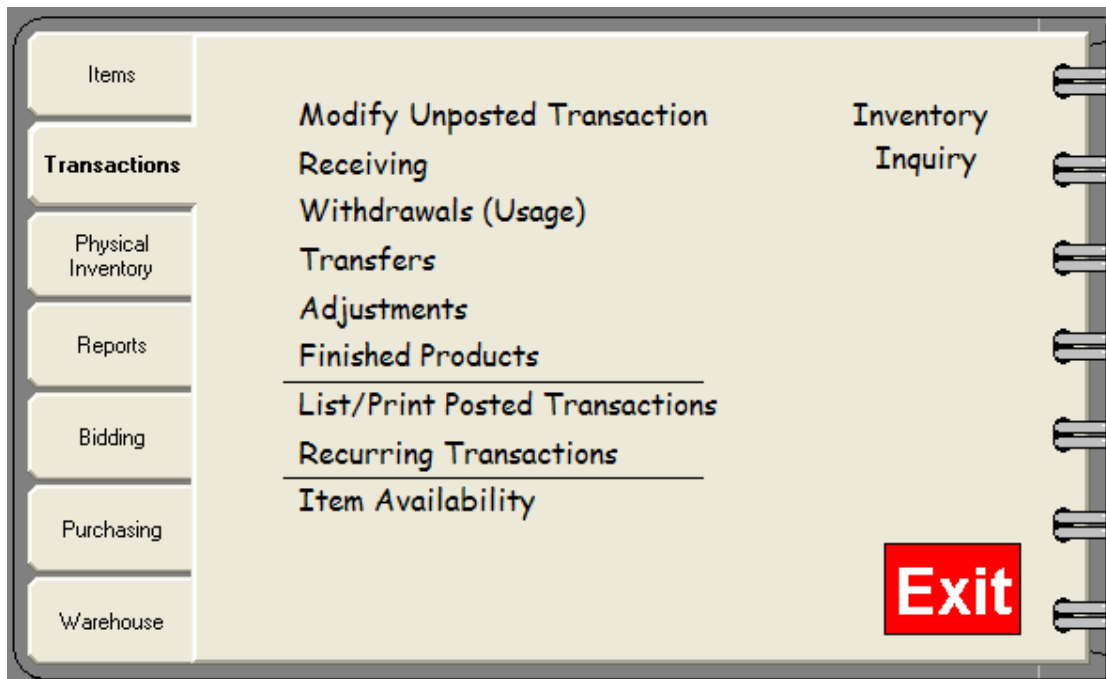 Items
Transactions
Physical
Inventory
Reports
Bidding
Purchasing
Warehouse
Modify Unposted Transaction
Receiving
Withdrawals (Usage)
Transfers
Adjustments
Finished Products
List/Print Posted Transactions
Recurring Transactions
Item Availability
Inventory
Inquiry
Exit